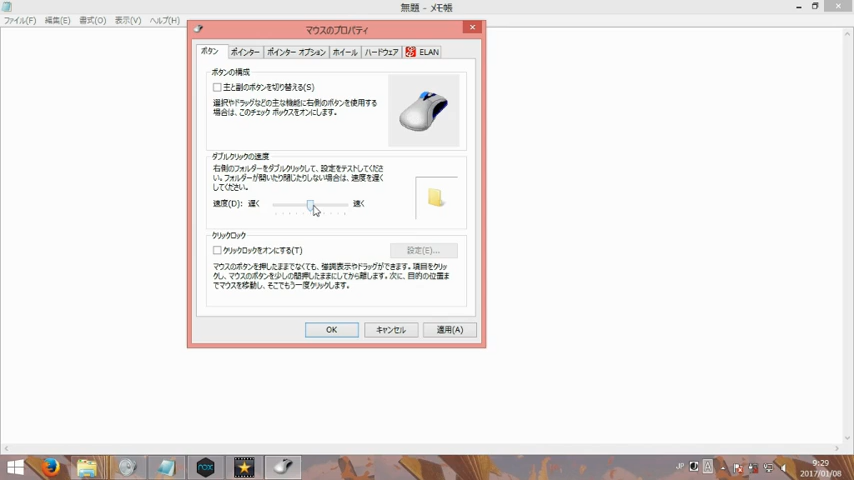 無題 - メモ帳
ファイル(F) 編集(E) 書式(O) 表示(V) ヘルプ(H)
マウスのプロパティ
ボタン ポインター ポインター オプション ホイール ハードウェア ELAN
ボタンの構成
主と副のボタンを切り替える(S)
選択やドラッグなどの主な機能に右側のボタンを使用する
場合は、このチェック ボックスをオンにします。
ダブルクリックの速度
右側のフォルダーをダブルクリックして、設定をテストしてくださ
い。フォルダーが開いたり閉じたりしない場合は、速度を遅く
してください。
速度(D): 遅く 速く
クリックロック
クリックロックをオンにする(T)
設定(E)...
マウスのボタンを押したままでなくても、強調表示やドラッグができます。項目をクリッ
クし、マウスのボタンを少しの間押したままにしてから離します。次に、目的の位置ま
でマウスを移動し、そこでもう一度クリックします。
OK キャンセル 適用(A)
nox
JP A
9:29
2017/01/08